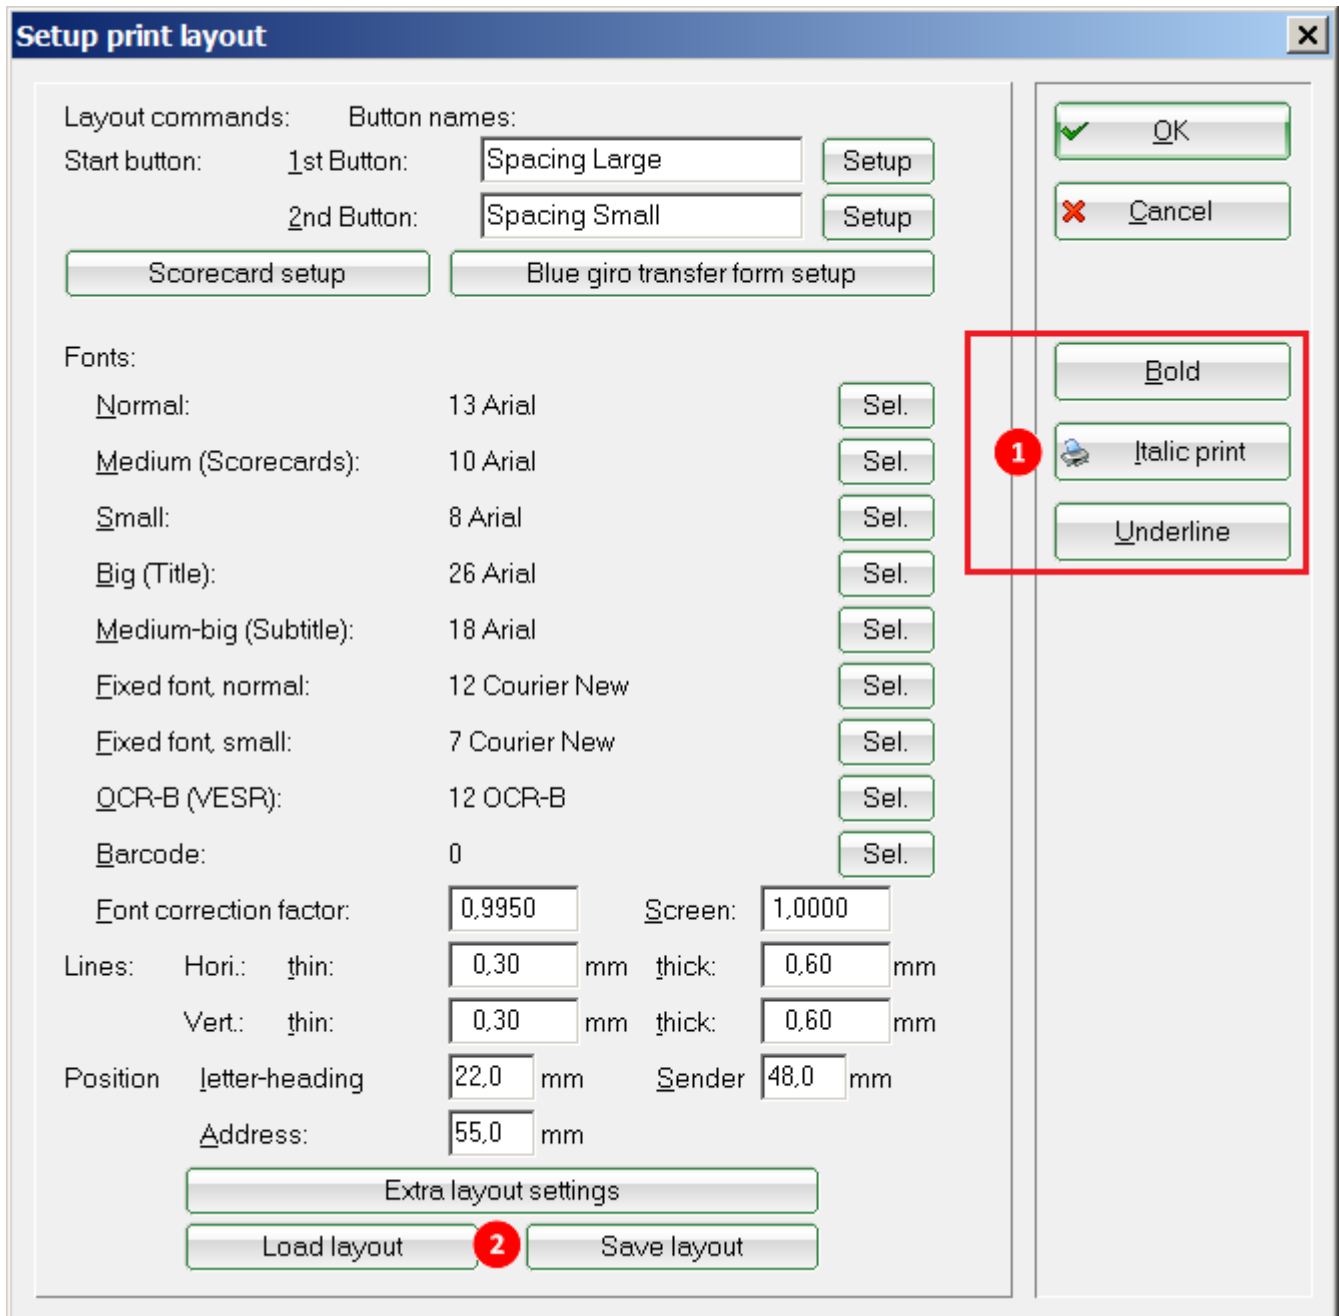 Setup print layout
Layout commands: Button names:
Start button: 1st Button: Spacing Large Setup
2nd Button: Spacing Small Setup
Scorecard setup Blue giro transfer form setup
Fonts:
Normal: 13 Arial Sel.
Medium (Scorecards): 10 Arial Sel.
Small: 8 Arial Sel.
Big (Title): 26 Arial Sel.
Medium-big (Subtitle): 18 Arial Sel.
Fixed font, normal: 12 Courier New Sel.
Fixed font, small: 7 Courier New Sel.
OCR-B (VESR): 12 OCR-B Sel.
Barcode: 0 Sel.
Font correction factor: 0,9950 Screen: 1,0000
Lines: Hori.: thin: 0,30 mm thick: 0,60 mm
Vert.: thin: 0,30 mm thick: 0,60 mm
Position letter-heading 22,0 mm Sender 48,0 mm
Address: 55,0 mm
Extra layout settings
Load layout 2 Save layout
OK
Cancel
Bold
1 Italic print
Underline